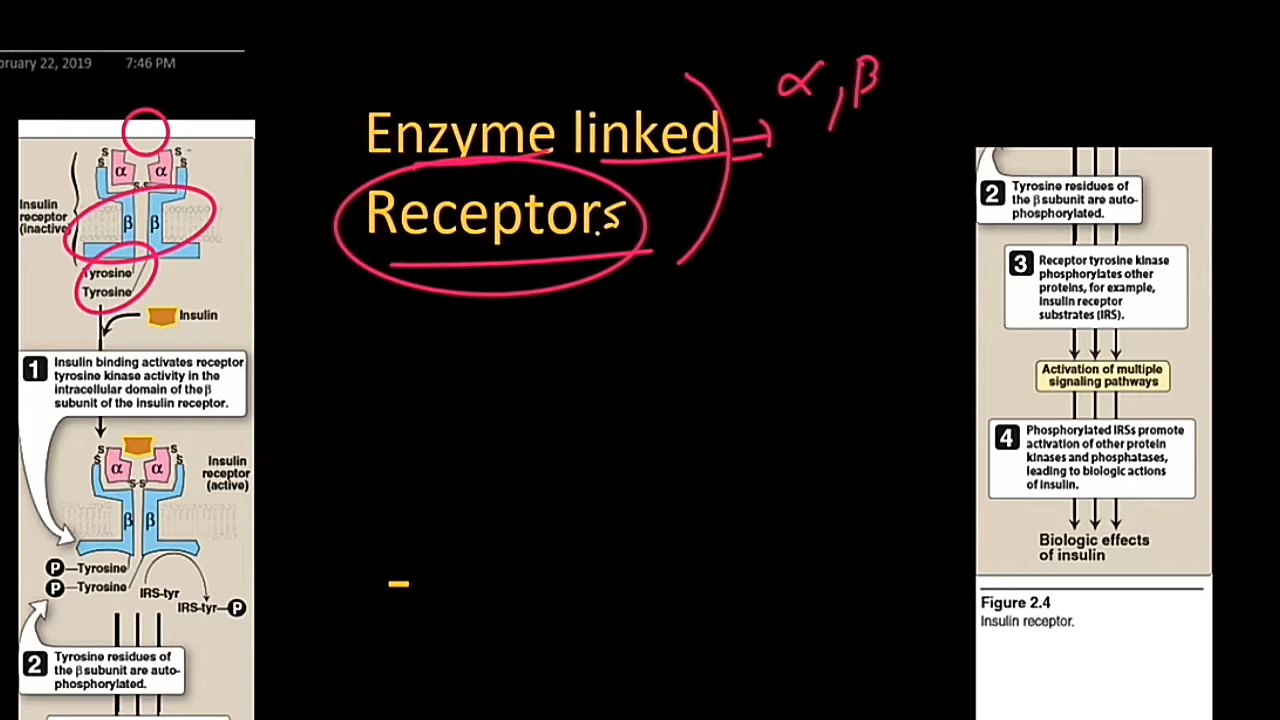 ruary 22, 2019 7:46 PM
Enzyme linked
Receptors
α, β
S S
S α α S
S-S
Insulin
receptor
(inactive)
β β
Tyrosine
Tyrosine
Insulin
1 Insulin binding activates receptor
tyrosine kinase activity in the
intracellular domain of the β
subunit of the insulin receptor.
S S
S α α S
S-S
Insulin
receptor
(active)
β β
P—Tyrosine
P—Tyrosine
IRS-tyr
IRS-tyr—P
2 Tyrosine residues of
the β subunit are auto-
phosphorylated.
2 Tyrosine residues of
the β subunit are auto-
phosphorylated.
3 Receptor tyrosine kinase
phosphorylates other
proteins, for example,
insulin receptor
substrates (IRS).
Activation of multiple
signaling pathways
4 Phosphorylated IRSs promote
activation of other protein
kinases and phosphatases,
leading to biologic actions
of insulin.
Biologic effects
of insulin
Figure 2.4
Insulin receptor.